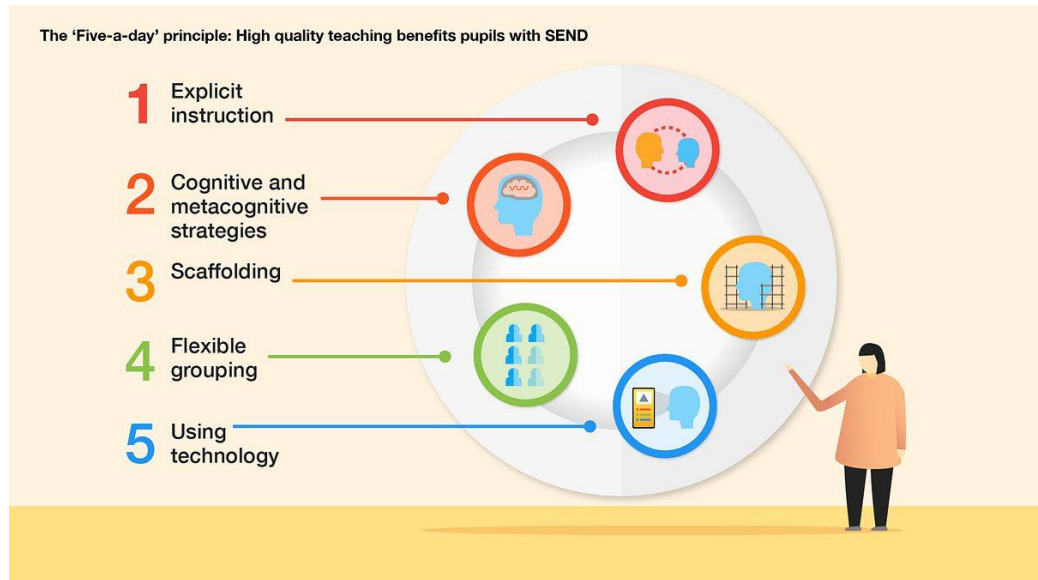 The ‘Five-a-day’ principle: High quality teaching benefits pupils with SEND
1 Explicit
instruction
2 Cognitive and
metacognitive
strategies
3 Scaffolding
4 Flexible
grouping
5 Using
technology